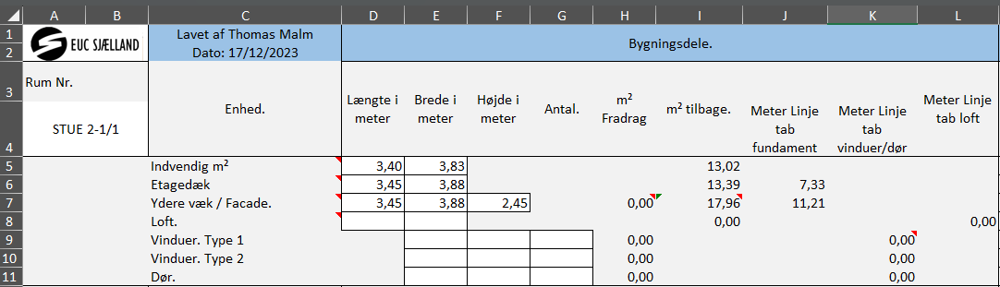 A B C D E F G H I J K L
1 EUC SJÆLLAND Lavet af Thomas Malm Bygningsdele.
2 Dato: 17/12/2023
3 Rum Nr. Enhed. Længte i meter Brede i meter Højde i meter Antal. m² Fradrag m² tilbage. Meter Linje tab fundament Meter Linje tab vinduer/dør Meter Linje tab loft
4 STUE 2-1/1
5 Indvendig m² 3,40 3,83 13,02
6 Etagedæk 3,45 3,88 13,39 7,33
7 Ydere væk / Facade. 3,45 3,88 2,45 0,00 17,96 11,21
8 Loft. 0,00 0,00
9 Vinduer. Type 1 0,00 0,00
10 Vinduer. Type 2 0,00 0,00
11 Dør. 0,00 0,00